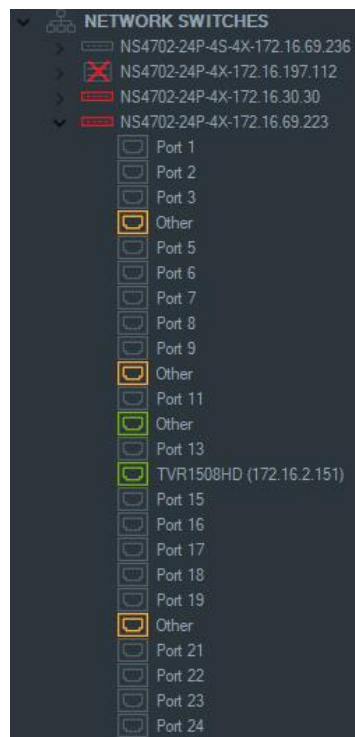 NETWORK SWITCHES
NS4702-24P-4S-4X-172.16.69.236
NS4702-24P-4X-172.16.197.112
NS4702-24P-4X-172.16.30.30
NS4702-24P-4X-172.16.69.223
Port 1
Port 2
Port 3
Other
Port 5
Port 6
Port 7
Port 8
Port 9
Other
Port 11
Other
Port 13
TVR1508HD (172.16.2.151)
Port 15
Port 16
Port 17
Port 18
Port 19
Other
Port 21
Port 22
Port 23
Port 24